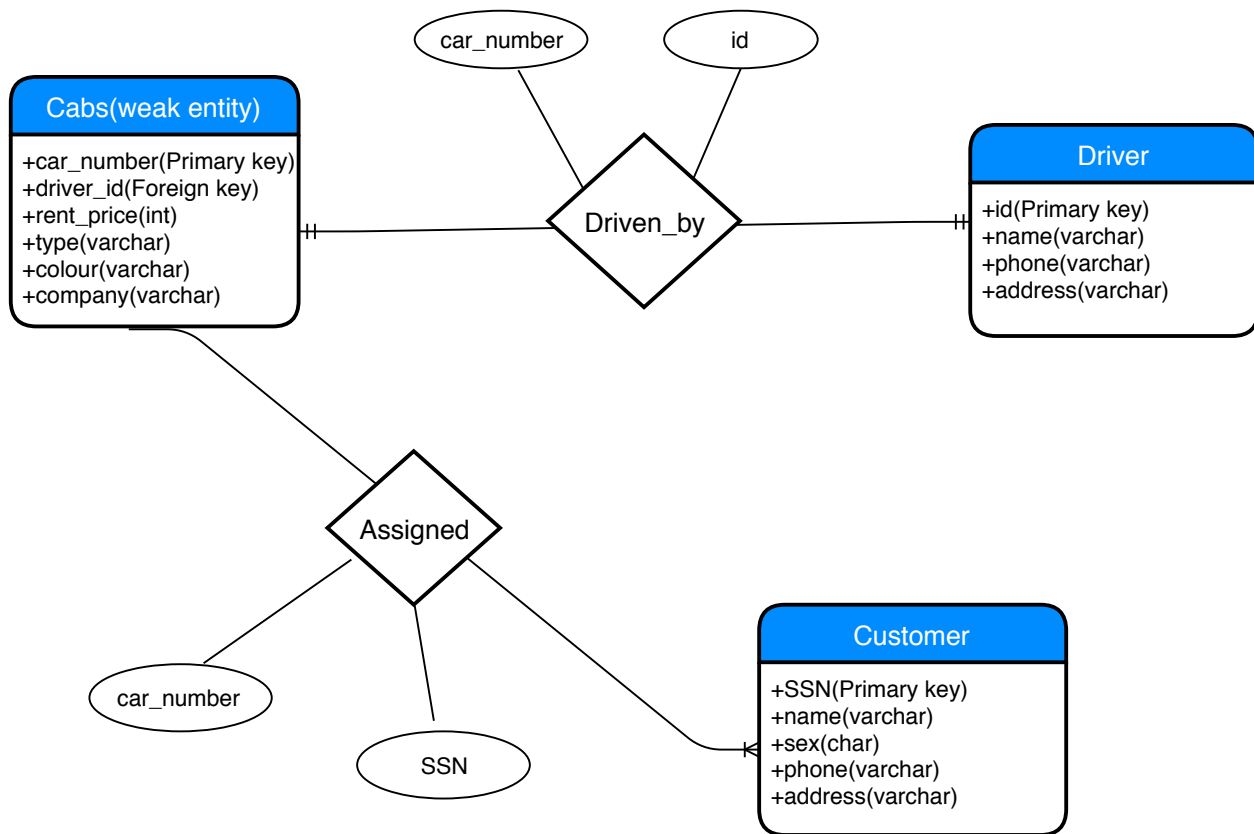 car_number
id
Cabs(weak entity)
+car_number(Primary key)
+driver_id(Foreign key)
+rent_price(int)
+type(varchar)
+colour(varchar)
+company(varchar)
Driven_by
Driver
+id(Primary key)
+name(varchar)
+phone(varchar)
+address(varchar)
Assigned
car_number
SSN
Customer
+SSN(Primary key)
+name(varchar)
+sex(char)
+phone(varchar)
+address(varchar)